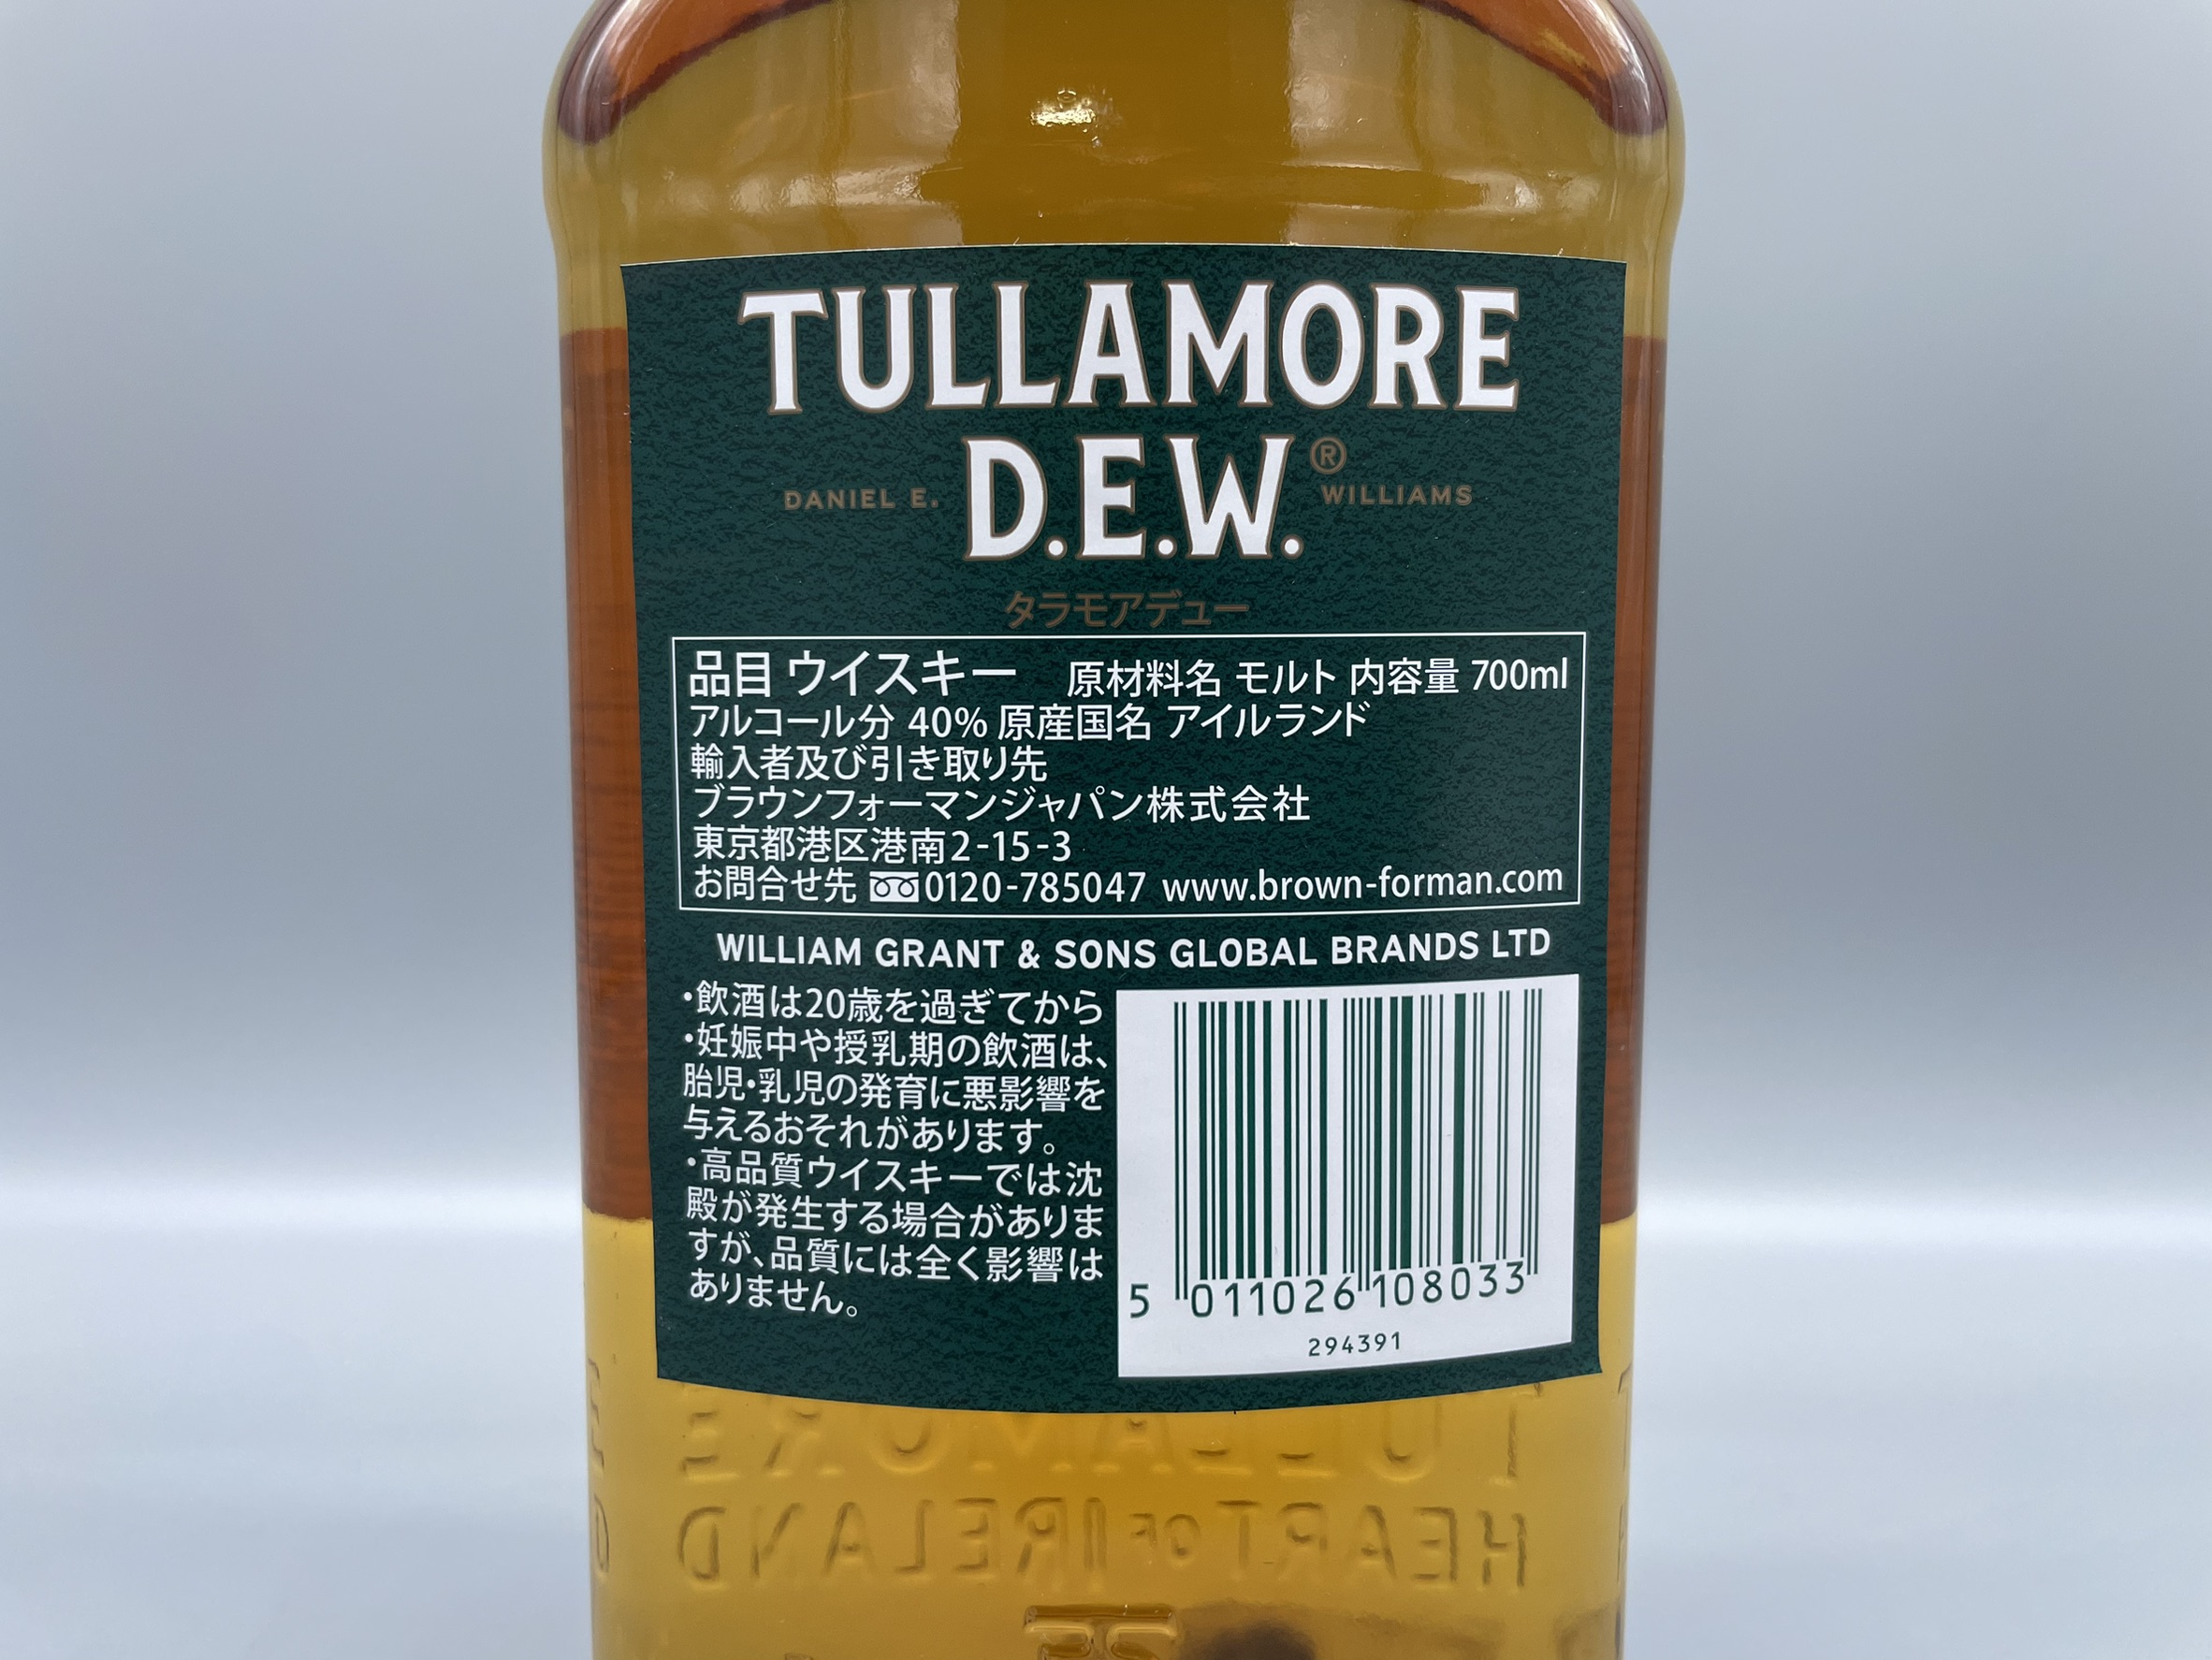 TULLAMORE
DANIEL E. D.E.W.® WILLIAMS
タラモアデュー
品目 ウイスキー 原材料名 モルト 内容量 700ml
アルコール分 40% 原産国名 アイルランド
輸入者及び引き取り先
ブラウンフォーマンジャパン株式会社
東京都港区港南2-15-3
お問合せ先 0120-785047 www.brown-forman.com
WILLIAM GRANT & SONS GLOBAL BRANDS LTD
・飲酒は20歳を過ぎてから
・妊娠中や授乳期の飲酒は、
胎児・乳児の発育に悪影響を
与えるおそれがあります。
・高品質ウイスキーでは沈
殿が発生する場合がありま
すが、品質には全く影響は
ありません。
5 011026 108033
294391
TULLAMORE
HEART OF IRELAND